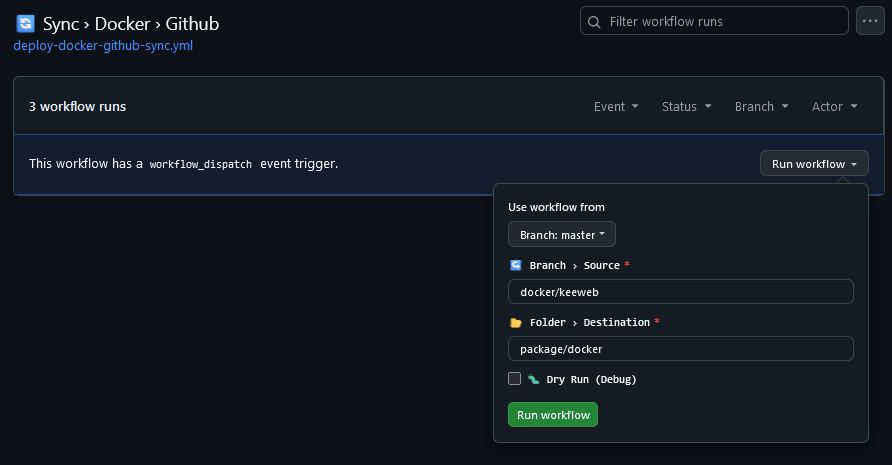 Sync › Docker › Github
Filter workflow runs
deploy-docker-github-sync.yml
3 workflow runs
Event
Status
Branch
Actor
This workflow has a workflow_dispatch event trigger.
Run workflow
Use workflow from
Branch: master
Branch › Source *
docker/keeweb
Folder › Destination *
package/docker
Dry Run (Debug)
Run workflow